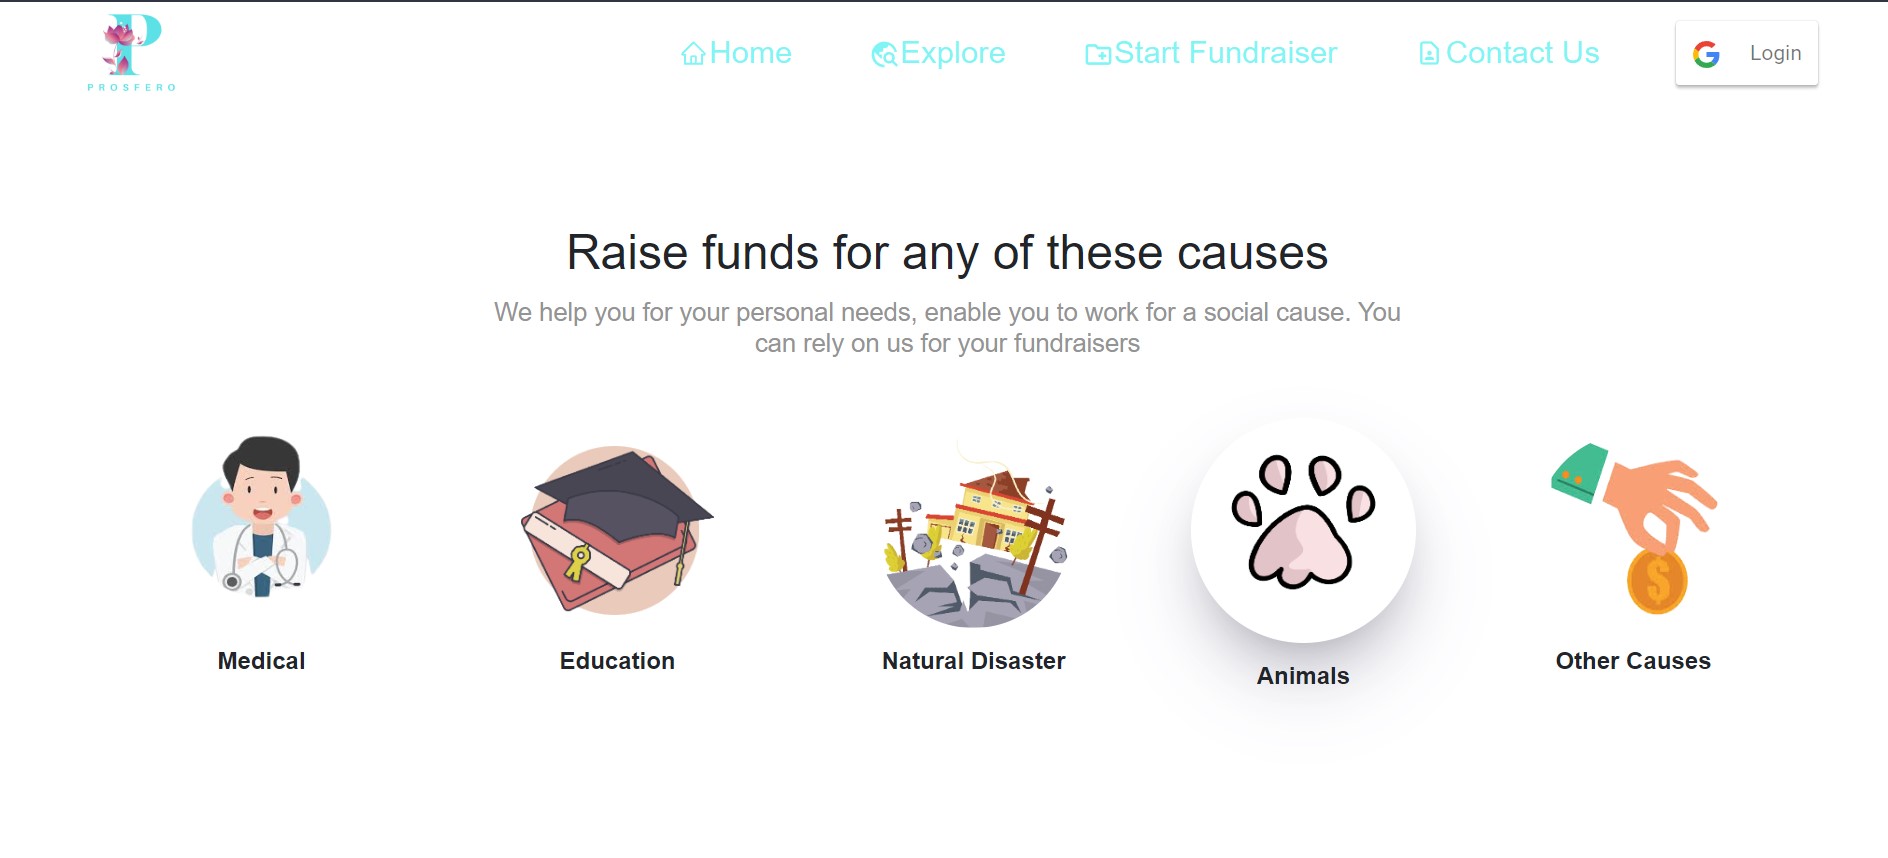 PROSFERO
Home
Explore
Start Fundraiser
Contact Us
Login
Raise funds for any of these causes
We help you for your personal needs, enable you to work for a social cause. You
can rely on us for your fundraisers
Medical
Education
Natural Disaster
Animals
Other Causes